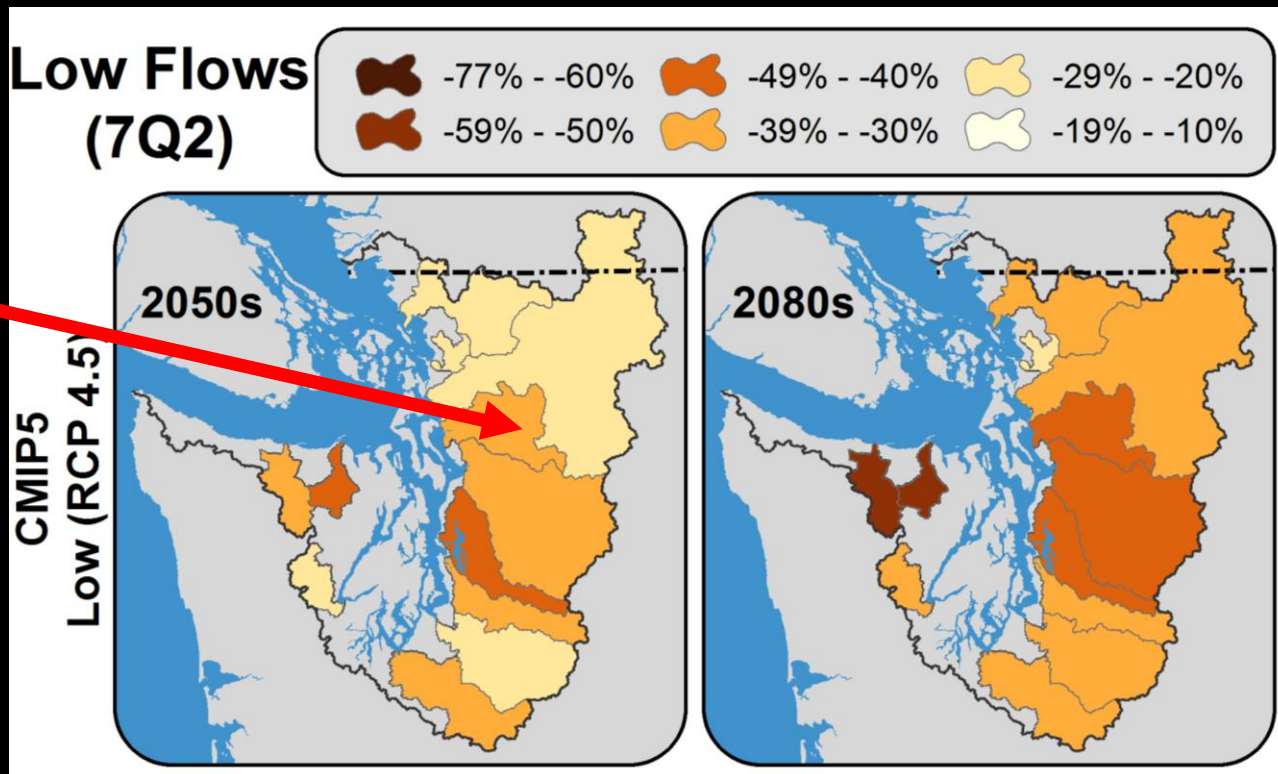 Low Flows
(7Q2)
-77% - -60%
-49% - -40%
-29% - -20%
-59% - -50%
-39% - -30%
-19% - -10%
CMIP5
Low (RCP 4.5)
2050s
2080s